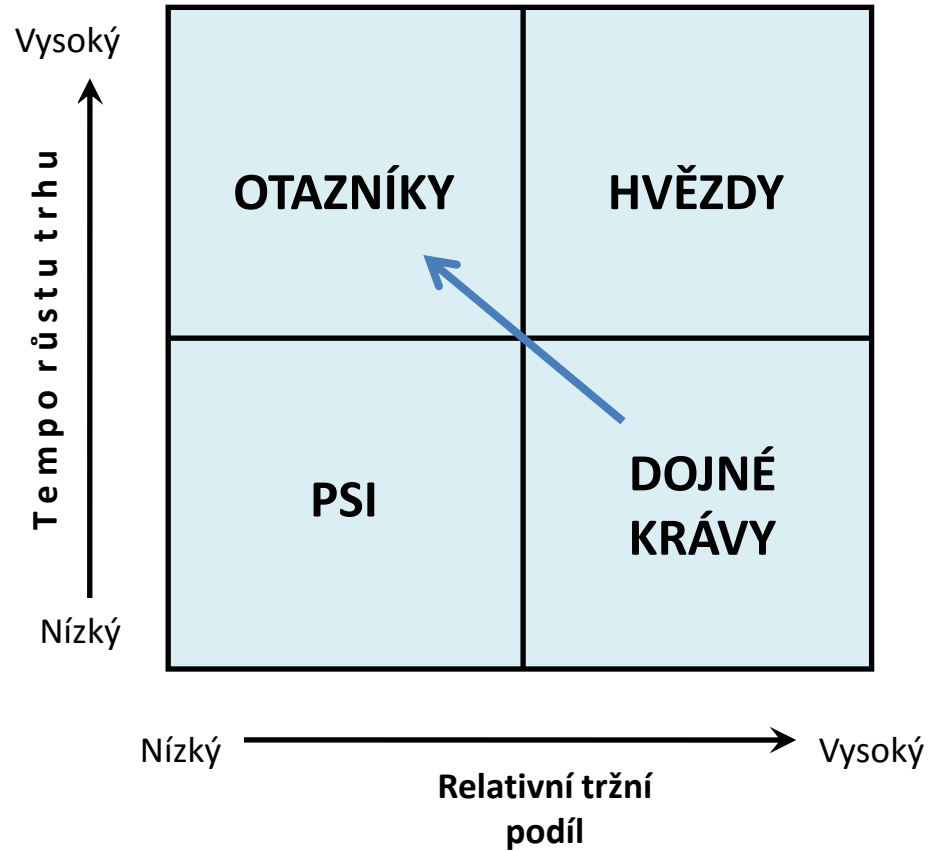 Vysoký
Tempo růstu trhu
OTAZNÍKY
HVĚZDY
PSI
DOJNÉ
KRÁVY
Nízký
Nízký
Vysoký
Relativní tržní
podíl